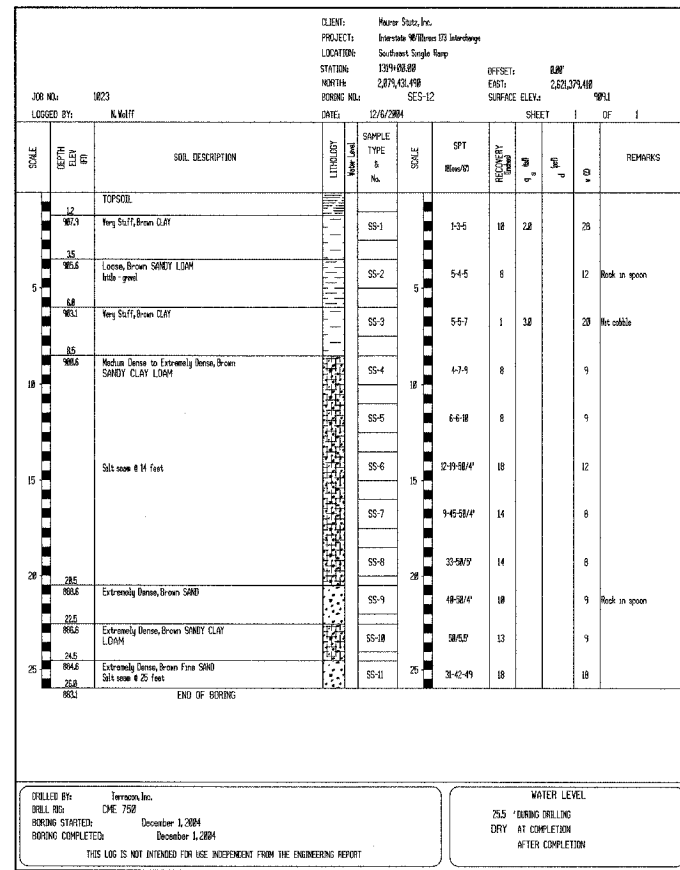 CLIENT: Maurer Stutz, Inc.
PROJECT: Interstate 90/Illinois 173 Interchange
LOCATION: Southeast Single Ramp
STATION: 1319+00.00 OFFSET: 0.00'
NORTH: 2,079,431.490 EAST: 2,621,379.410
JOB NO.: 1023 BORING NO.: SES-12 SURFACE ELEV.: 909.1
LOGGED BY: N. Wolff DATE: 12/6/2004 SHEET 1 OF 1
SCALE DEPTH ELEV (ft) SOIL DESCRIPTION LITHOLOGY Water Level SAMPLE TYPE & No. SCALE SPT (Blows/6") RECOVERY (inches) q u (tsf) d (pcf) w (%) REMARKS
TOPSOIL
1.2
907.9 Very Stiff, Brown CLAY SS-1 1-3-5 10 2.0 28
3.5
905.6 Loose, Brown SANDY LOAM SS-2 5-4-5 8 12 Rock in spoon
little - gravel
5 5
6.0
903.1 Very Stiff, Brown CLAY SS-3 5-5-7 1 3.0 20 Hit cobble
8.5
900.6 Medium Dense to Extremely Dense, Brown SS-4 4-7-9 8 9
SANDY CLAY LOAM
10 10
SS-5 6-6-10 8 9
Silt seam @ 14 feet SS-6 12-19-50/4" 18 12
15 15
SS-7 9-45-50/4" 14 8
SS-8 33-50/5" 14 8
20 20
20.5
888.6 Extremely Dense, Brown SAND SS-9 40-50/4" 10 9 Rock in spoon
22.5
886.6 Extremely Dense, Brown SANDY CLAY SS-10 50/5.5" 13 9
LOAM
24.5
25 884.6 Extremely Dense, Brown Fine SAND SS-11 25 31-42-49 18 10
26.0 Silt seam @ 25 feet
883.1 END OF BORING
DRILLED BY: Terracon, Inc.
DRILL RIG: CME 750
BORING STARTED: December 1, 2004
BORING COMPLETED: December 1, 2004
THIS LOG IS NOT INTENDED FOR USE INDEPENDENT FROM THE ENGINEERING REPORT
WATER LEVEL
25.5 ' DURING DRILLING
DRY AT COMPLETION
AFTER COMPLETION